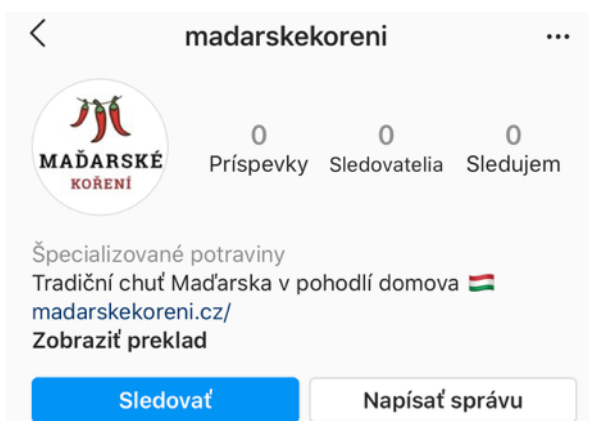 madarskekoreni
MAĎARSKÉ
KOŘENÍ
0 0 0
Príspevky Sledovatelia Sledujem
Špecializované potraviny
Tradiční chuť Maďarska v pohodlí domova
madarskekoreni.cz/
Zobraziť preklad
Sledovať Napísať správu